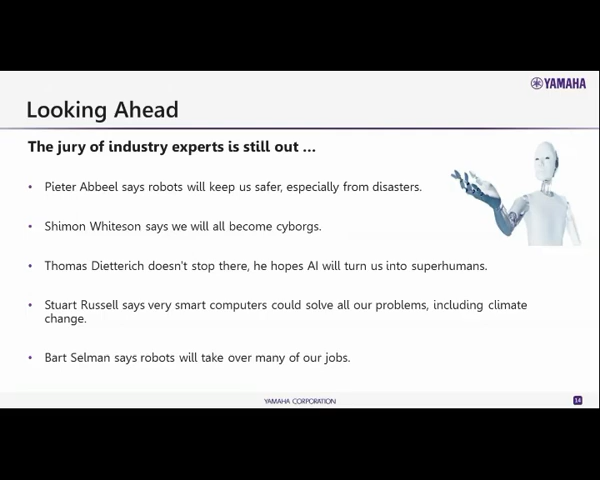 YAMAHA
Looking Ahead
The jury of industry experts is still out ...
• Pieter Abbeel says robots will keep us safer, especially from disasters.
• Shimon Whiteson says we will all become cyborgs.
• Thomas Dietterich doesn't stop there, he hopes AI will turn us into superhumans.
• Stuart Russell says very smart computers could solve all our problems, including climate
change.
• Bart Selman says robots will take over many of our jobs.
YAMAHA CORPORATION
14